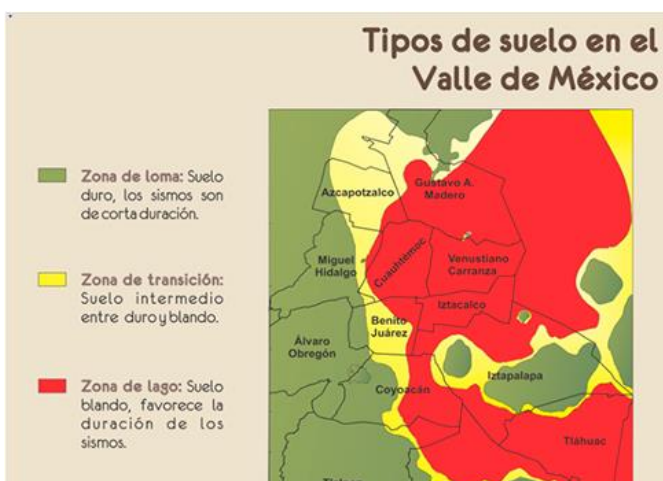 Tipos de suelo en el
Valle de México
Zona de loma: Suelo
duro, los sismos son
de corta duración.
Zona de transición:
Suelo intermedio
entre duro y blando.
Zona de lago: Suelo
blando, favorece la
duración de los
sismos.
Azcapotzalco
Gustavo A.
Madero
Miguel
Hidalgo
Cuauhtémoc
Venustiano
Carranza
Iztacalco
Benito
Juárez
Álvaro
Obregón
Coyoacán
Iztapalapa
Tláhuac